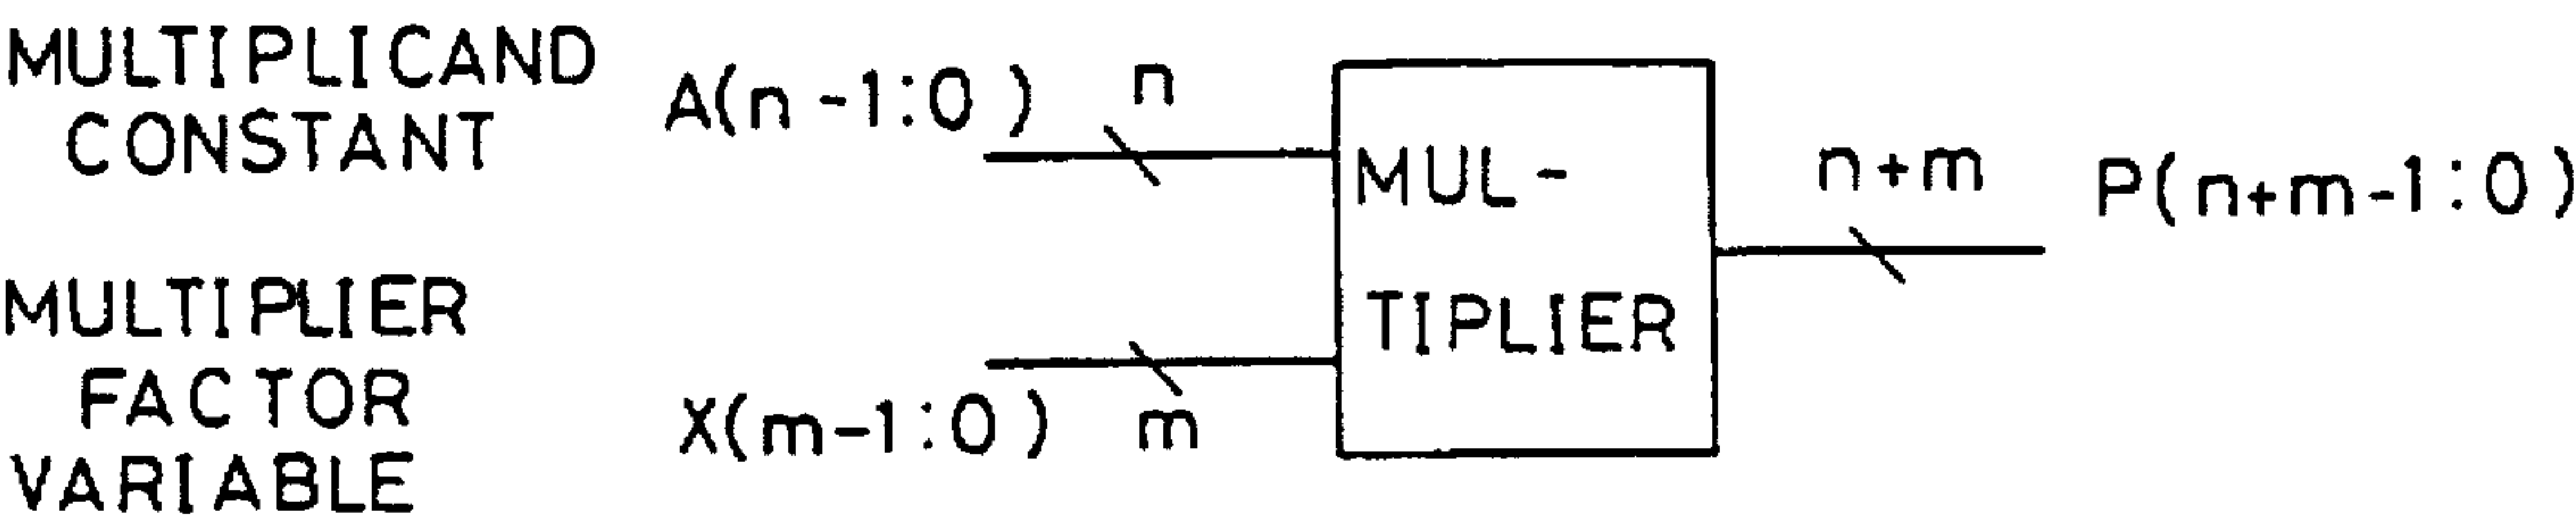 MULTIPLICAND
CONSTANT
A(n-1:0)
n
MUL-
TIPLIER
n+m
P(n+m-1:0)
MULTIPLIER
FACTOR
VARIABLE
X(m-1:0)
m